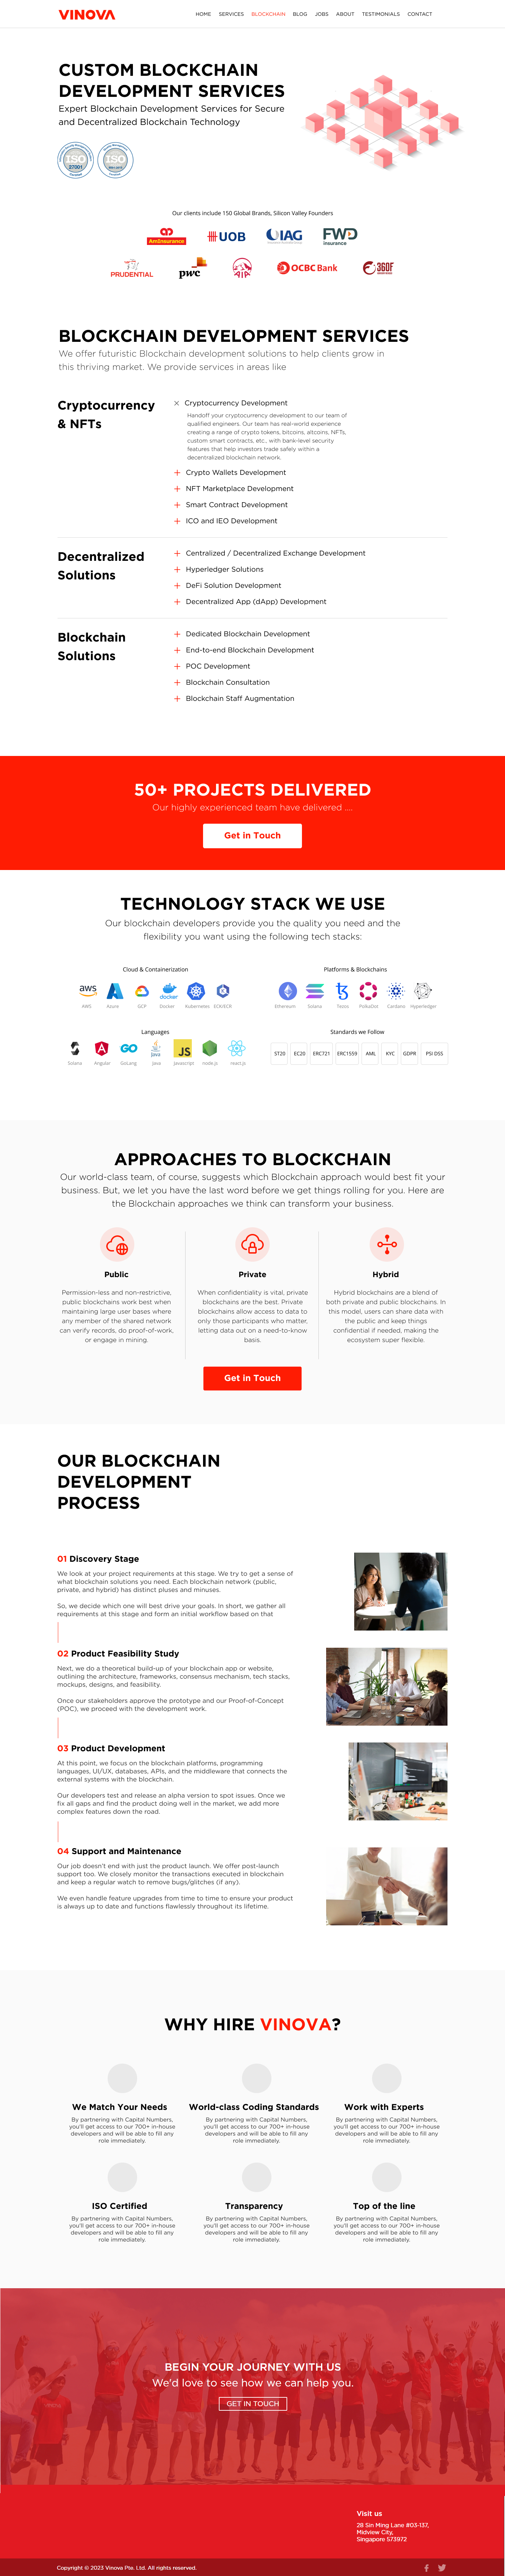 VINOVA
HOME SERVICES BLOCKCHAIN BLOG JOBS ABOUT TESTIMONIALS CONTACT
CUSTOM BLOCKCHAIN
DEVELOPMENT SERVICES
Expert Blockchain Development Services for Secure
and Decentralized Blockchain Technology
ISO
27001
ISO
Our clients include 150 Global Brands, Silicon Valley Founders
AmInsurance
UOB
IAG
FWD
insurance
PRUDENTIAL
pwc
AIA
OCBC Bank
360F
BLOCKCHAIN DEVELOPMENT SERVICES
We offer futuristic Blockchain development solutions to help clients grow in
this thriving market. We provide services in areas like
Cryptocurrency
& NFTs
Cryptocurrency Development
Handoff your cryptocurrency development to our team of
qualified engineers. Our team has real-world experience
creating a range of crypto tokens, bitcoins, altcoins, NFTs,
custom smart contracts, etc., with bank-level security
features that help investors trade safely within a
decentralized blockchain network.
Crypto Wallets Development
NFT Marketplace Development
Smart Contract Development
ICO and IEO Development
Decentralized
Solutions
Centralized / Decentralized Exchange Development
Hyperledger Solutions
DeFi Solution Development
Decentralized App (dApp) Development
Blockchain
Solutions
Dedicated Blockchain Development
End-to-end Blockchain Development
POC Development
Blockchain Consultation
Blockchain Staff Augmentation
50+ PROJECTS DELIVERED
Our highly experienced team have delivered ....
Get in Touch
TECHNOLOGY STACK WE USE
Our blockchain developers provide you the quality you need and the
flexibility you want using the following tech stacks:
Cloud & Containerization
aws
docker
AWS Azure GCP Docker Kubernetes ECK/ECR
Platforms & Blockchains
Ethereum Solana Tezos PolkaDot Cardano Hyperledger
Languages
GO
Java
JS
Solana Angular GoLang Java Javascript node.js react.js
Standards we Follow
ST20 EC20 ERC721 ERC1559 AML KYC GDPR PSI DSS
APPROACHES TO BLOCKCHAIN
Our world-class team, of course, suggests which Blockchain approach would best fit your
business. But, we let you have the last word before we get things rolling for you. Here are
the Blockchain approaches we think can transform your business.
Public
Permission-less and non-restrictive,
public blockchains work best when
maintaining large user bases where
any member of the shared network
can verify records, do proof-of-work,
or engage in mining.
Private
When confidentiality is vital, private
blockchains are the best. Private
blockchains allow access to data to
only those participants who matter,
letting data out on a need-to-know
basis.
Hybrid
Hybrid blockchains are a blend of
both private and public blockchains. In
this model, users can share data with
the public and keep things
confidential if needed, making the
ecosystem super flexible.
Get in Touch
OUR BLOCKCHAIN
DEVELOPMENT
PROCESS
01 Discovery Stage
We look at your project requirements at this stage. We try to get a sense of
what blockchain solutions you need. Each blockchain network (public,
private, and hybrid) has distinct pluses and minuses.
So, we decide which one will best drive your goals. In short, we gather all
requirements at this stage and form an initial workflow based on that
02 Product Feasibility Study
Next, we do a theoretical build-up of your blockchain app or website,
outlining the architecture, frameworks, consensus mechanism, tech stacks,
mockups, designs, and feasibility.
Once our stakeholders approve the prototype and our Proof-of-Concept
(POC), we proceed with the development work.
03 Product Development
At this point, we focus on the blockchain platforms, programming
languages, UI/UX, databases, APIs, and the middleware that connects the
external systems with the blockchain.
Our developers test and release an alpha version to spot issues. Once we
fix all gaps and find the product doing well in the market, we add more
complex features down the road.
04 Support and Maintenance
Our job doesn't end with just the product launch. We offer post-launch
support too. We closely monitor the transactions executed in blockchain
and keep a regular watch to remove bugs/glitches (if any).
We even handle feature upgrades from time to time to ensure your product
is always up to date and functions flawlessly throughout its lifetime.
WHY HIRE VINOVA?
We Match Your Needs
By partnering with Capital Numbers,
you'll get access to our 700+ in-house
developers and will be able to fill any
role immediately.
World-class Coding Standards
By partnering with Capital Numbers,
you'll get access to our 700+ in-house
developers and will be able to fill any
role immediately.
Work with Experts
By partnering with Capital Numbers,
you'll get access to our 700+ in-house
developers and will be able to fill any
role immediately.
ISO Certified
By partnering with Capital Numbers,
you'll get access to our 700+ in-house
developers and will be able to fill any
role immediately.
Transparency
By partnering with Capital Numbers,
you'll get access to our 700+ in-house
developers and will be able to fill any
role immediately.
Top of the line
By partnering with Capital Numbers,
you'll get access to our 700+ in-house
developers and will be able to fill any
role immediately.
BEGIN YOUR JOURNEY WITH US
We'd love to see how we can help you.
GET IN TOUCH
Visit us
28 Sin Ming Lane #03-137,
Midview City,
Singapore 573972
Copyright © 2023 Vinova Pte. Ltd. All rights reserved.